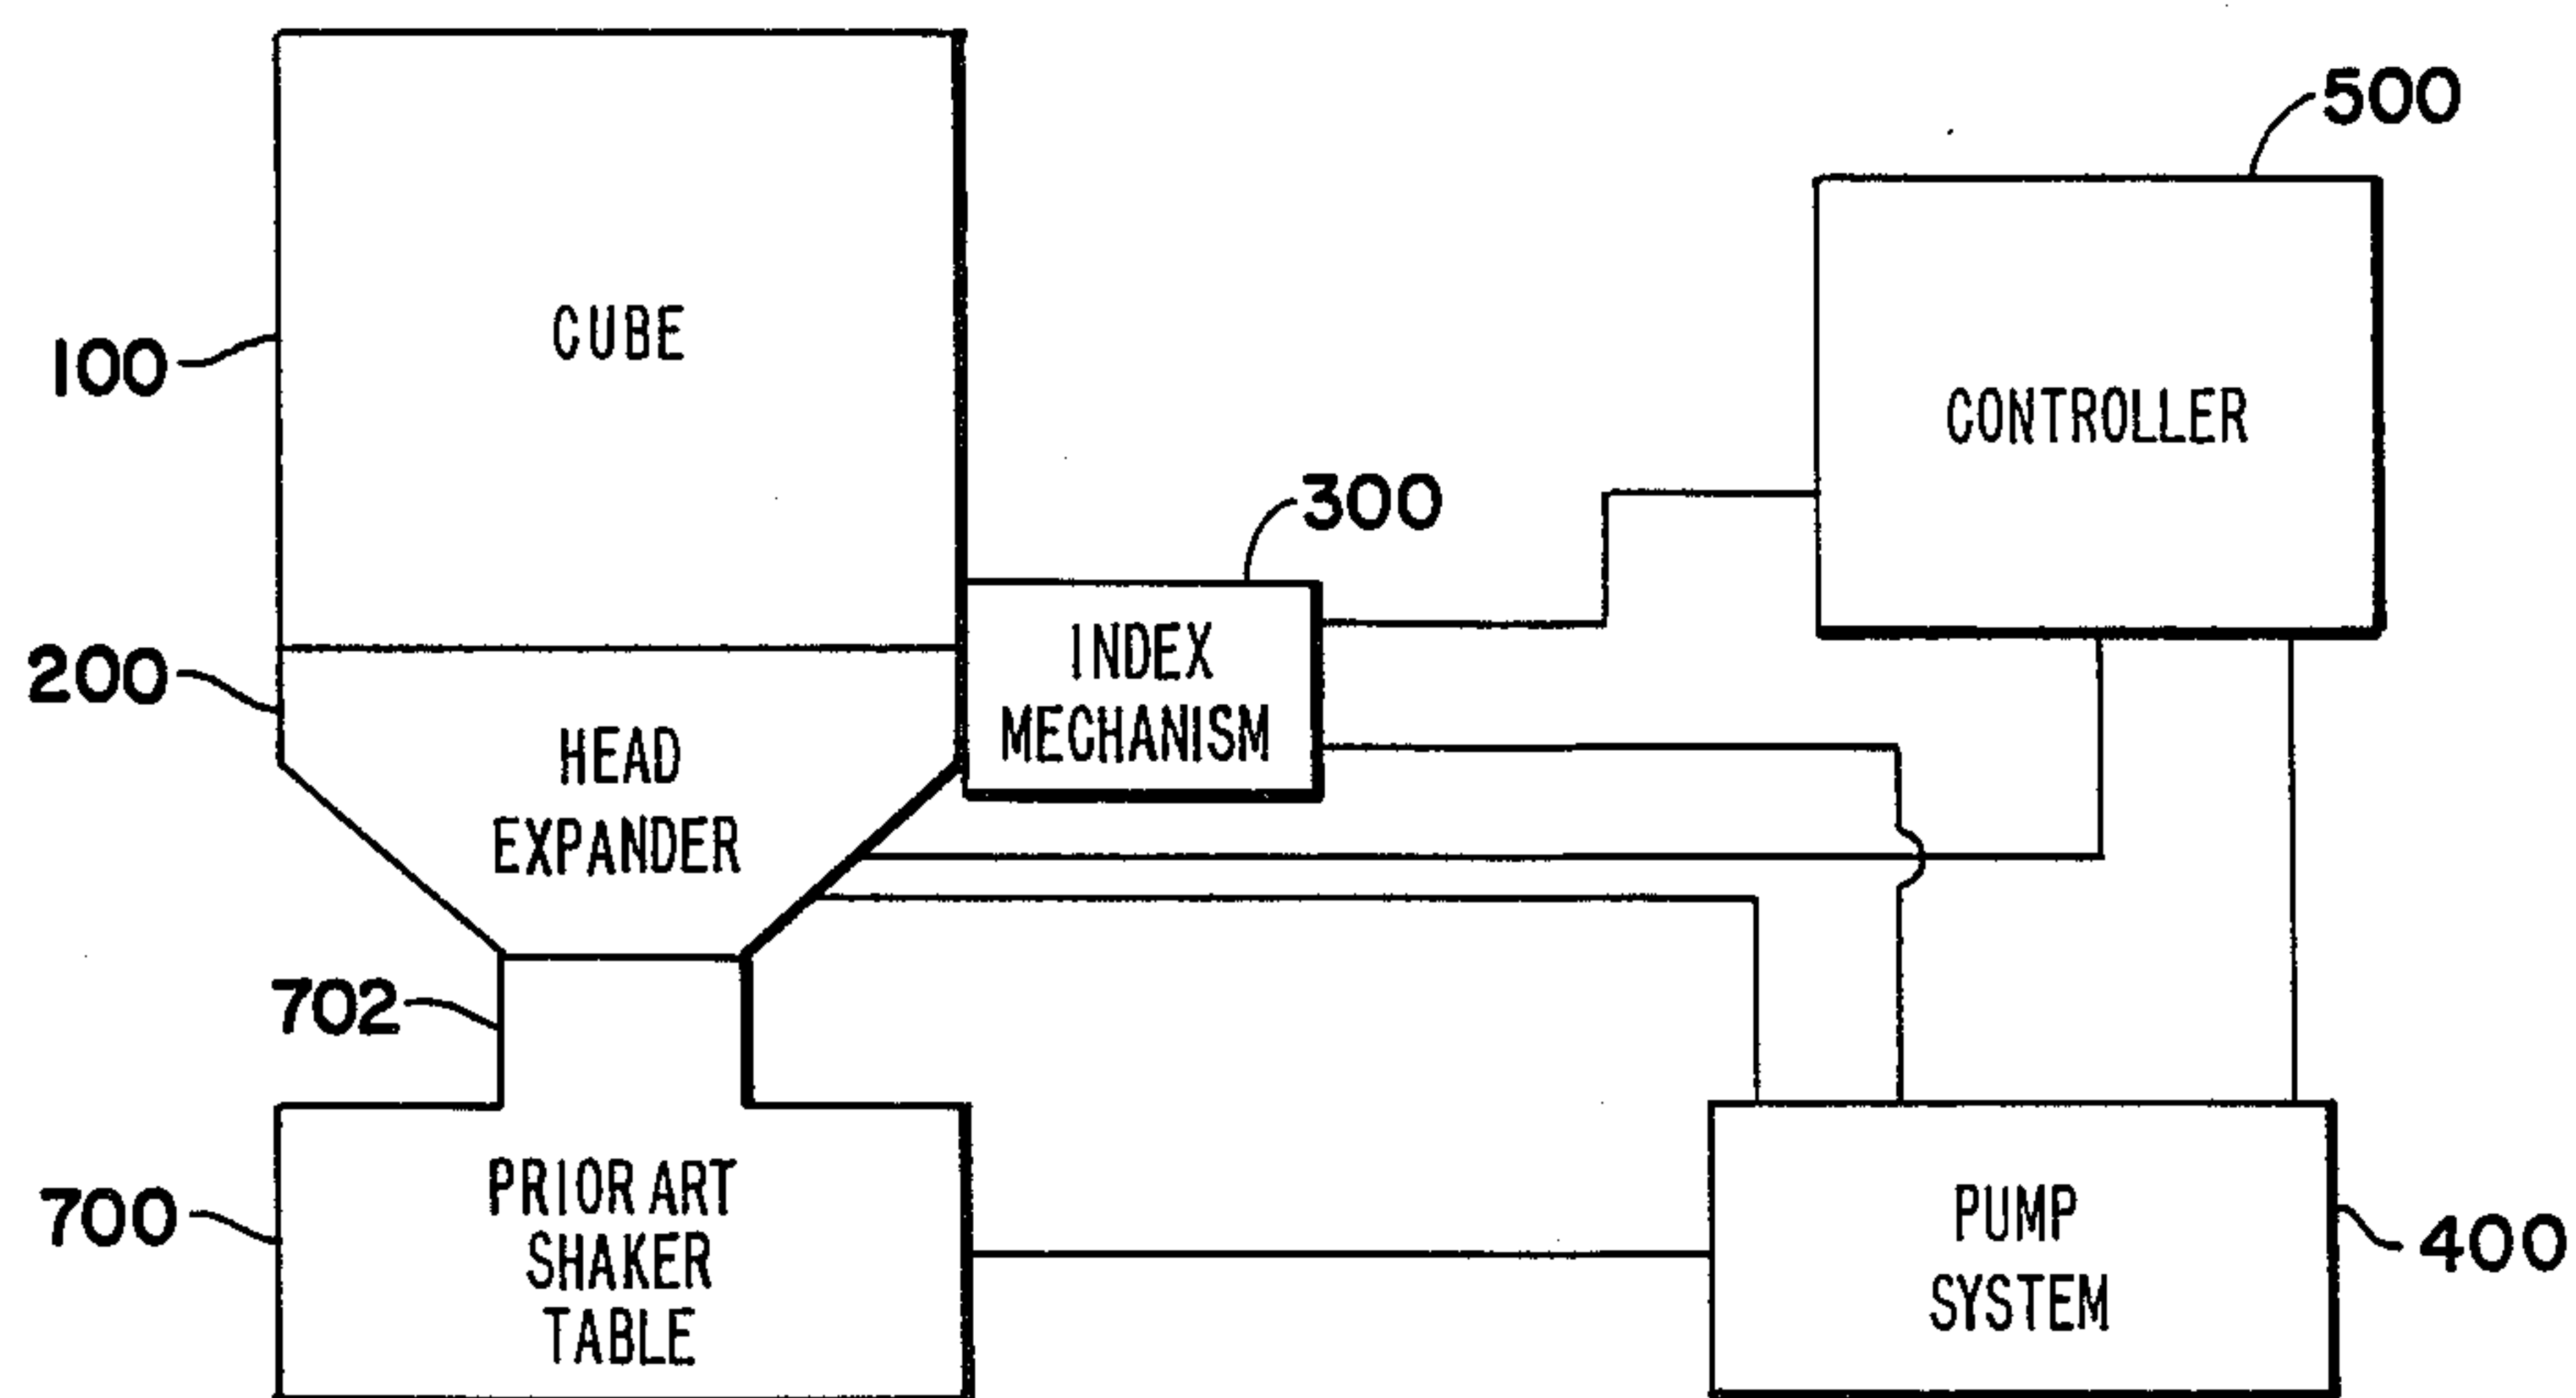 500
CUBE
100
CONTROLLER
300
INDEX
MECHANISM
200
HEAD
EXPANDER
702
PRIOR ART
SHAKER
TABLE
700
PUMP
SYSTEM
400